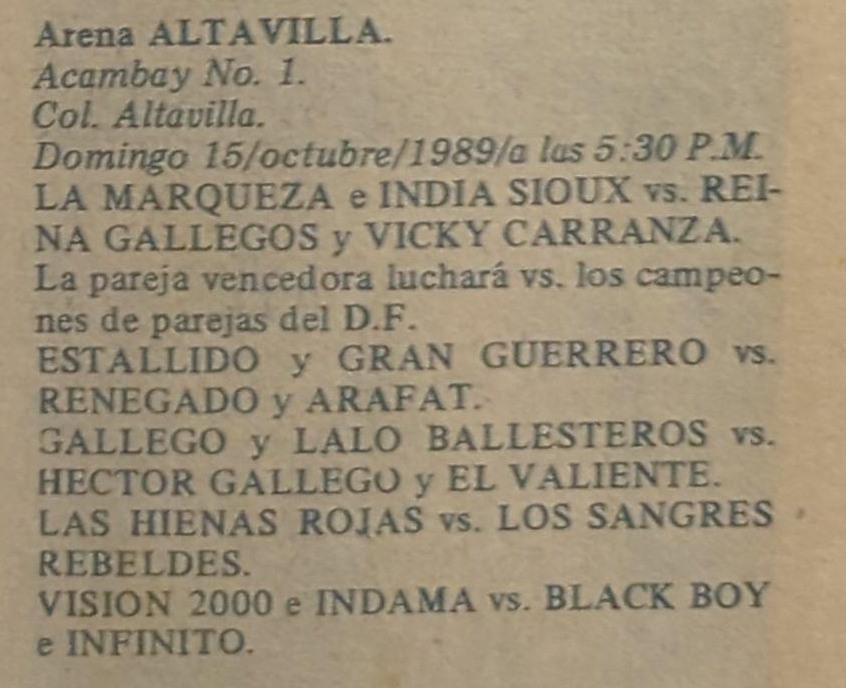 Arena ALTAVILLA.
Acambay No. 1.
Col. Altavilla.
Domingo 15/octubre/1989/a las 5:30 P.M.
LA MARQUEZA e INDIA SIOUX vs. REI-
NA GALLEGOS y VICKY CARRANZA.
La pareja vencedora luchará vs. los campeo-
nes de parejas del D.F.
ESTALLIDO y GRAN GUERRERO vs.
RENEGADO y ARAFAT.
GALLEGO y LALO BALLESTEROS vs.
HECTOR GALLEGO y EL VALIENTE.
LAS HIENAS ROJAS vs. LOS SANGRES
REBELDES.
VISION 2000 e INDAMA vs. BLACK BOY
e INFINITO.